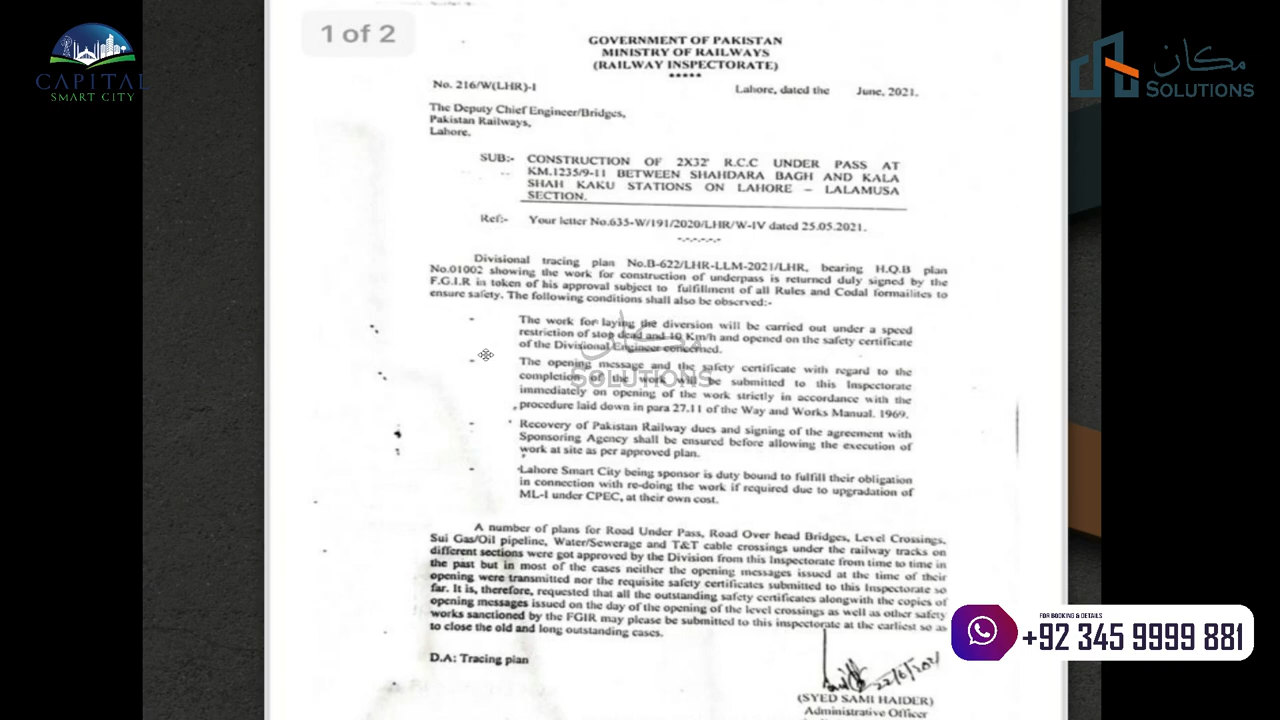 1 of 2
CAPITAL
SMART CITY
مكان
SOLUTIONS
GOVERNMENT OF PAKISTAN
MINISTRY OF RAILWAYS
(RAILWAY INSPECTORATE)
*****
No. 216/W(LHR)-I
Lahore, dated the June, 2021.
The Deputy Chief Engineer/Bridges,
Pakistan Railways,
Lahore.
SUB:- CONSTRUCTION OF 2X32' R.C.C UNDER PASS AT
KM.1235/9-11 BETWEEN SHAHDARA BAGH AND KALA
SHAH KAKU STATIONS ON LAHORE – LALAMUSA
SECTION.
Ref:- Your letter No.635-W/191/2020/LHR/W-IV dated 25.05.2021.
-.-.-.-.-.-
Divisional tracing plan No.B-622/LHR-LLM-2021/LHR, bearing H.Q.B plan
No.01002 showing the work for construction of underpass is returned duly signed by the
F.G.I.R in token of his approval subject to fulfillment of all Rules and Codal formailites to
ensure safety. The following conditions shall also be observed:-
- The work for laying the diversion will be carried out under a speed
restriction of stop dead and 10 Km/h and opened on the safety certificate
of the Divisional Engineer concerned.
- The opening message and the safety certificate with regard to the
completion of the work will be submitted to this Inspectorate
immediately on opening of the work strictly in accordance with the
procedure laid down in para 27.11 of the Way and Works Manual. 1969.
- Recovery of Pakistan Railway dues and signing of the agreement with
Sponsoring Agency shall be ensured before allowing the execution of
work at site as per approved plan.
- Lahore Smart City being sponsor is duty bound to fulfill their obligation
in connection with re-doing the work if required due to upgradation of
ML-I under CPEC, at their own cost.
مكان
SOLUTIONS
A number of plans for Road Under Pass, Road Over head Bridges, Level Crossings,
Sui Gas/Oil pipeline, Water/Sewerage and T&T cable crossings under the railway tracks on
different sections were got approved by the Division from this Inspectorate from time to time in
the past but in most of the cases neither the opening messages issued at the time of their
opening were transmitted nor the requisite safety certificates submitted to this Inspectorate so
far. It is, therefore, requested that all the outstanding safety certificates alongwith the copies of
opening messages issued on the day of the opening of the level crossings as well as other safety
works sanctioned by the FGIR may please be submitted to this inspectorate at the earliest so as
to close the old and long outstanding cases.
D.A: Tracing plan
22/6/2021
(SYED SAMI HAIDER)
Administrative Officer
FOR BOOKING & DETAILS
+92 345 9999 881